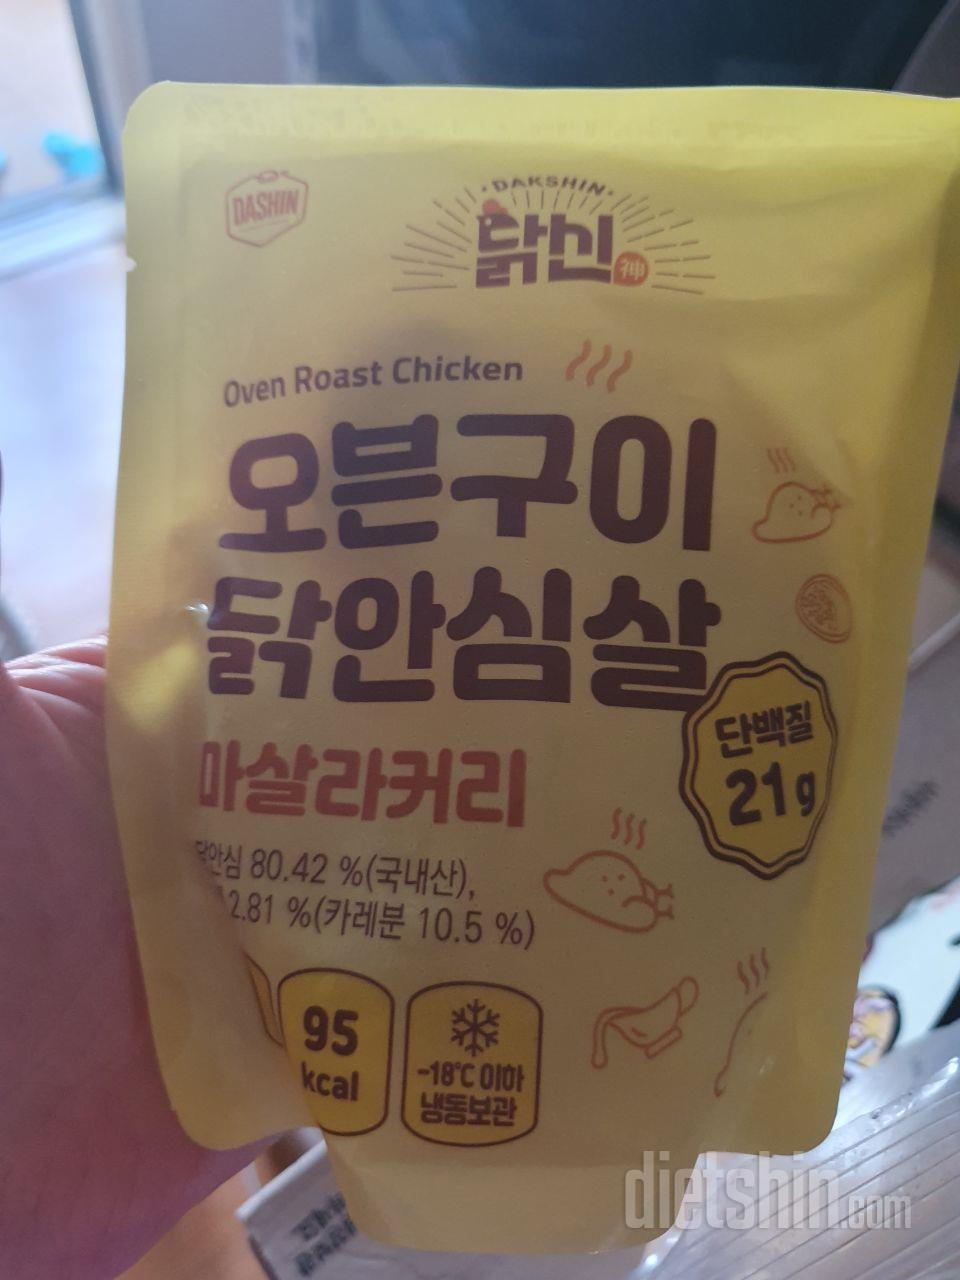 DASHIN
DAKSHIN
닭신
神
Oven Roast Chicken
오븐구이
닭안심살
마살라커리
단백질
21g
닭안심 80.42 %(국내산),
2.81 %(카레분 10.5 %)
95
kcal
-18℃ 이하
냉동보관
dietshin.com